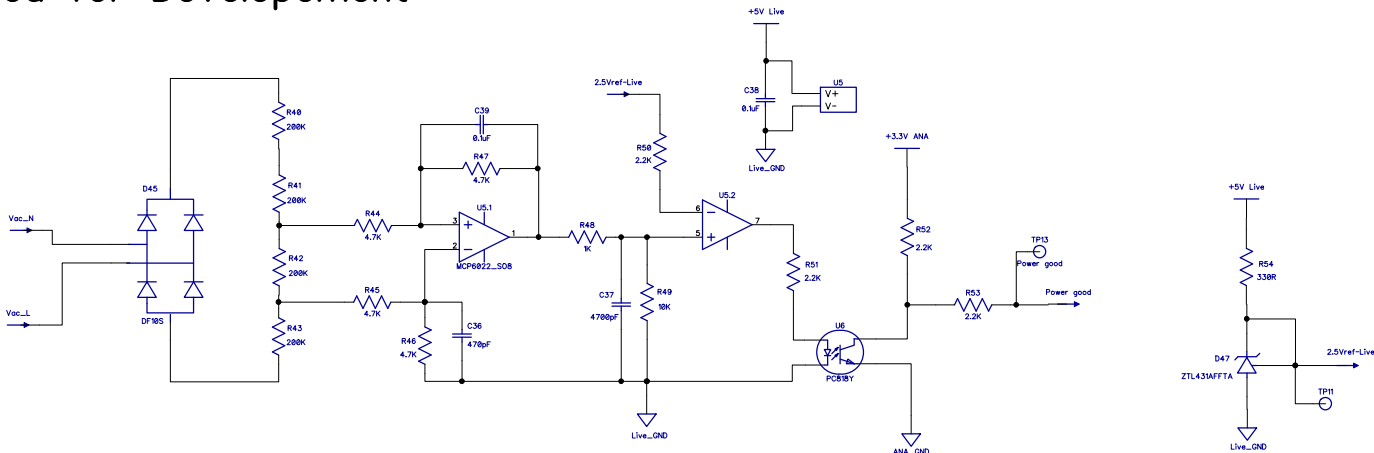 +5V Live
2.5Vref-Live
C38
0.1uF
U5
V+
V-
Live_GND
R40
200K
C39
0.1uF
R47
4.7K
R50
2.2K
+3.3V ANA
D45
R41
200K
Vac_N
R44
4.7K
U5.1
3
2
1
MCP6022_SO8
R48
1K
U5.2
6
5
7
R52
2.2K
TP13
Power good
+5V Live
R42
200K
R45
4.7K
R51
2.2K
R54
330R
Vac_L
DF10S
R43
200K
R46
4.7K
C36
470pF
C37
4700pF
R49
10K
R53
2.2K
Power good
U6
PC818Y
D47
ZTL431AFFTA
2.5Vref-Live
TP11
Live_GND
ANA_GND
Live_GND